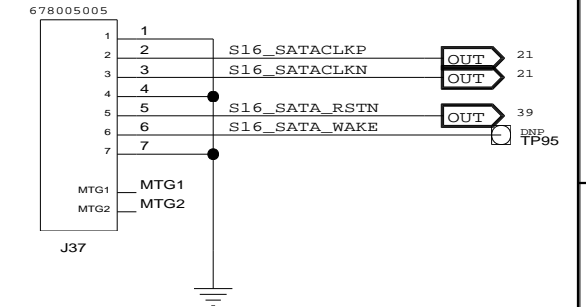 678005005
1 1
2 2 S16_SATACLKP OUT 21
3 3 S16_SATACLKN OUT 21
4 4
5 5 S16_SATA_RSTN OUT 39
6 6 S16_SATA_WAKE DNP
TP95
7 7
MTG1 MTG1
MTG2 MTG2
J37